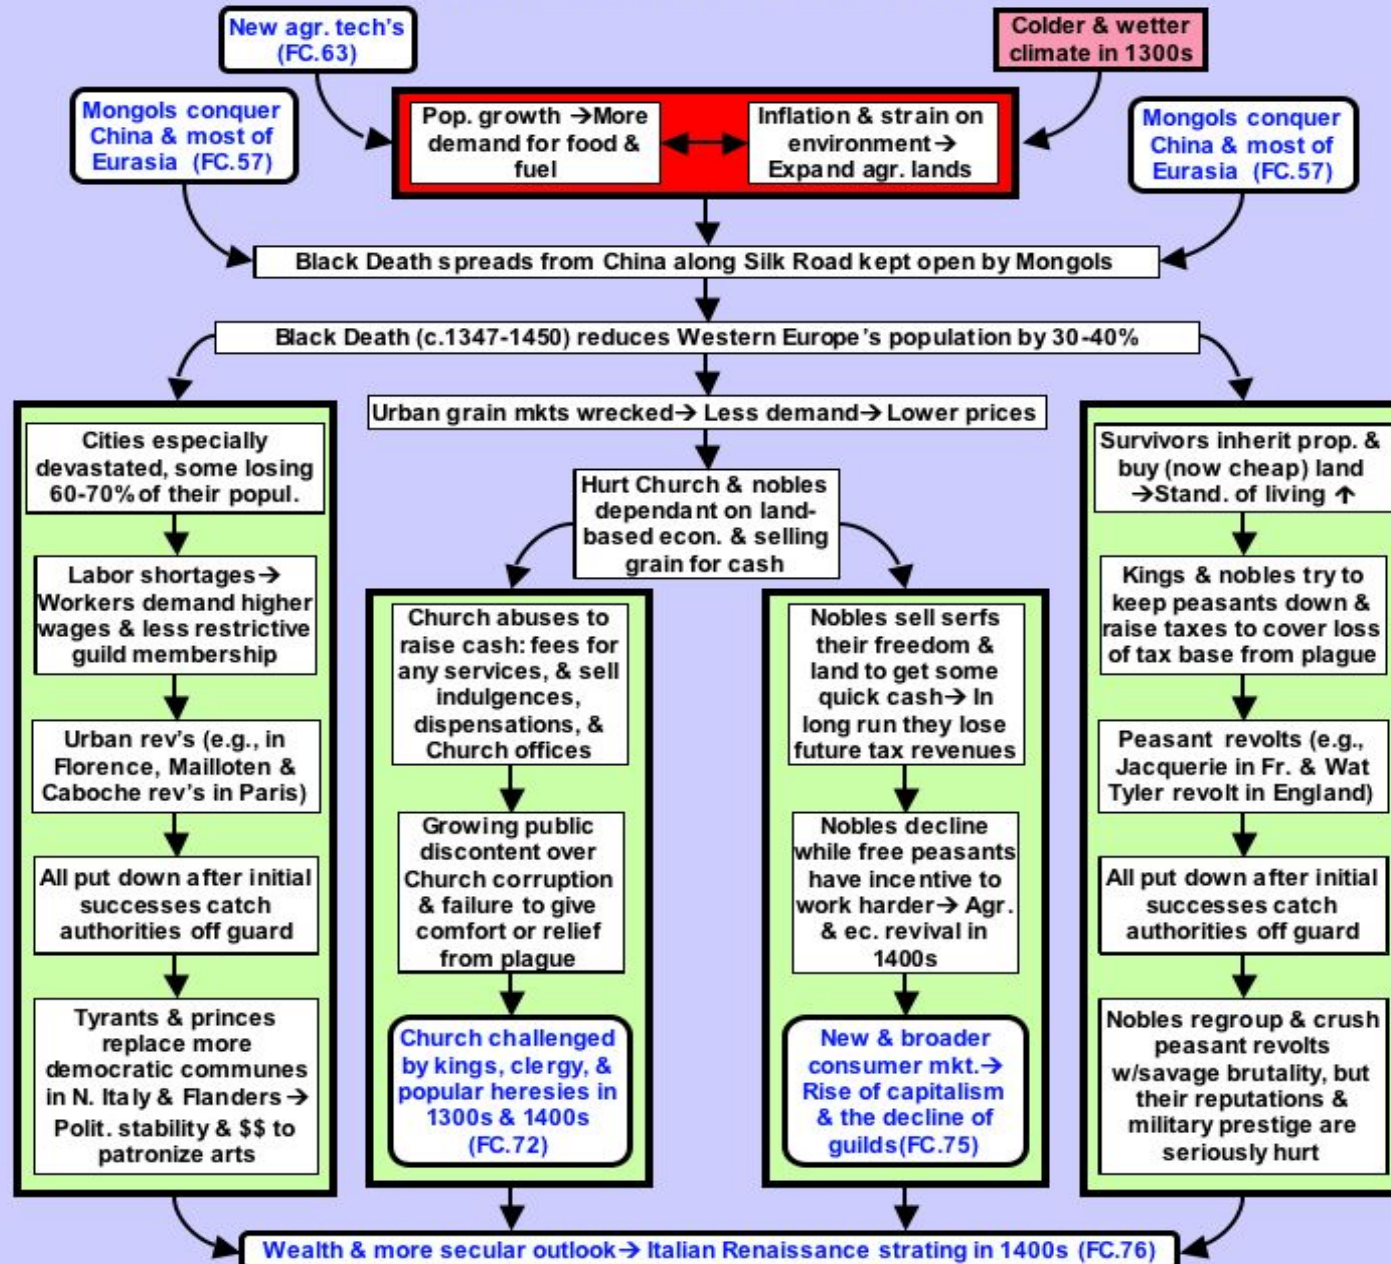 New agr. tech's
(FC.63)
Colder & wetter
climate in 1300s
Mongols conquer
China & most of
Eurasia (FC.57)
Pop. growth →More
demand for food &
fuel
Inflation & strain on
environment→
Expand agr. lands
Mongols conquer
China & most of
Eurasia (FC.57)
Black Death spreads from China along Silk Road kept open by Mongols
Black Death (c.1347-1450) reduces Western Europe's population by 30-40%
Cities especially
devastated, some losing
60-70% of their popul.
Labor shortages→
Workers demand higher
wages & less restrictive
guild membership
Urban rev's (e.g., in
Florence, Mailloten &
Caboche rev's in Paris)
All put down after initial
successes catch
authorities off guard
Tyrants & princes
replace more
democratic communes
in N. Italy & Flanders →
Polit. stability & $$ to
patronize arts
Urban grain mkts wrecked→ Less demand→ Lower prices
Hurt Church & nobles
dependant on land-
based econ. & selling
grain for cash
Church abuses to
raise cash: fees for
any services, & sell
indulgences,
dispensations, &
Church offices
Growing public
discontent over
Church corruption
& failure to give
comfort or relief
from plague
Church challenged
by kings, clergy, &
popular heresies in
1300s & 1400s
(FC.72)
Nobles sell serfs
their freedom &
land to get some
quick cash→ In
long run they lose
future tax revenues
Nobles decline
while free peasants
have incentive to
work harder→ Agr.
& ec. revival in
1400s
New & broader
consumer mkt.→
Rise of capitalism
& the decline of
guilds(FC.75)
Survivors inherit prop. &
buy (now cheap) land
→Stand. of living ↑
Kings & nobles try to
keep peasants down &
raise taxes to cover loss
of tax base from plague
Peasant revolts (e.g.,
Jacquerie in Fr. & Wat
Tyler revolt in England)
All put down after initial
successes catch
authorities off guard
Nobles regroup & crush
peasant revolts
w/savage brutality, but
their reputations &
military prestige are
seriously hurt
Wealth & more secular outlook→ Italian Renaissance strating in 1400s (FC.76)